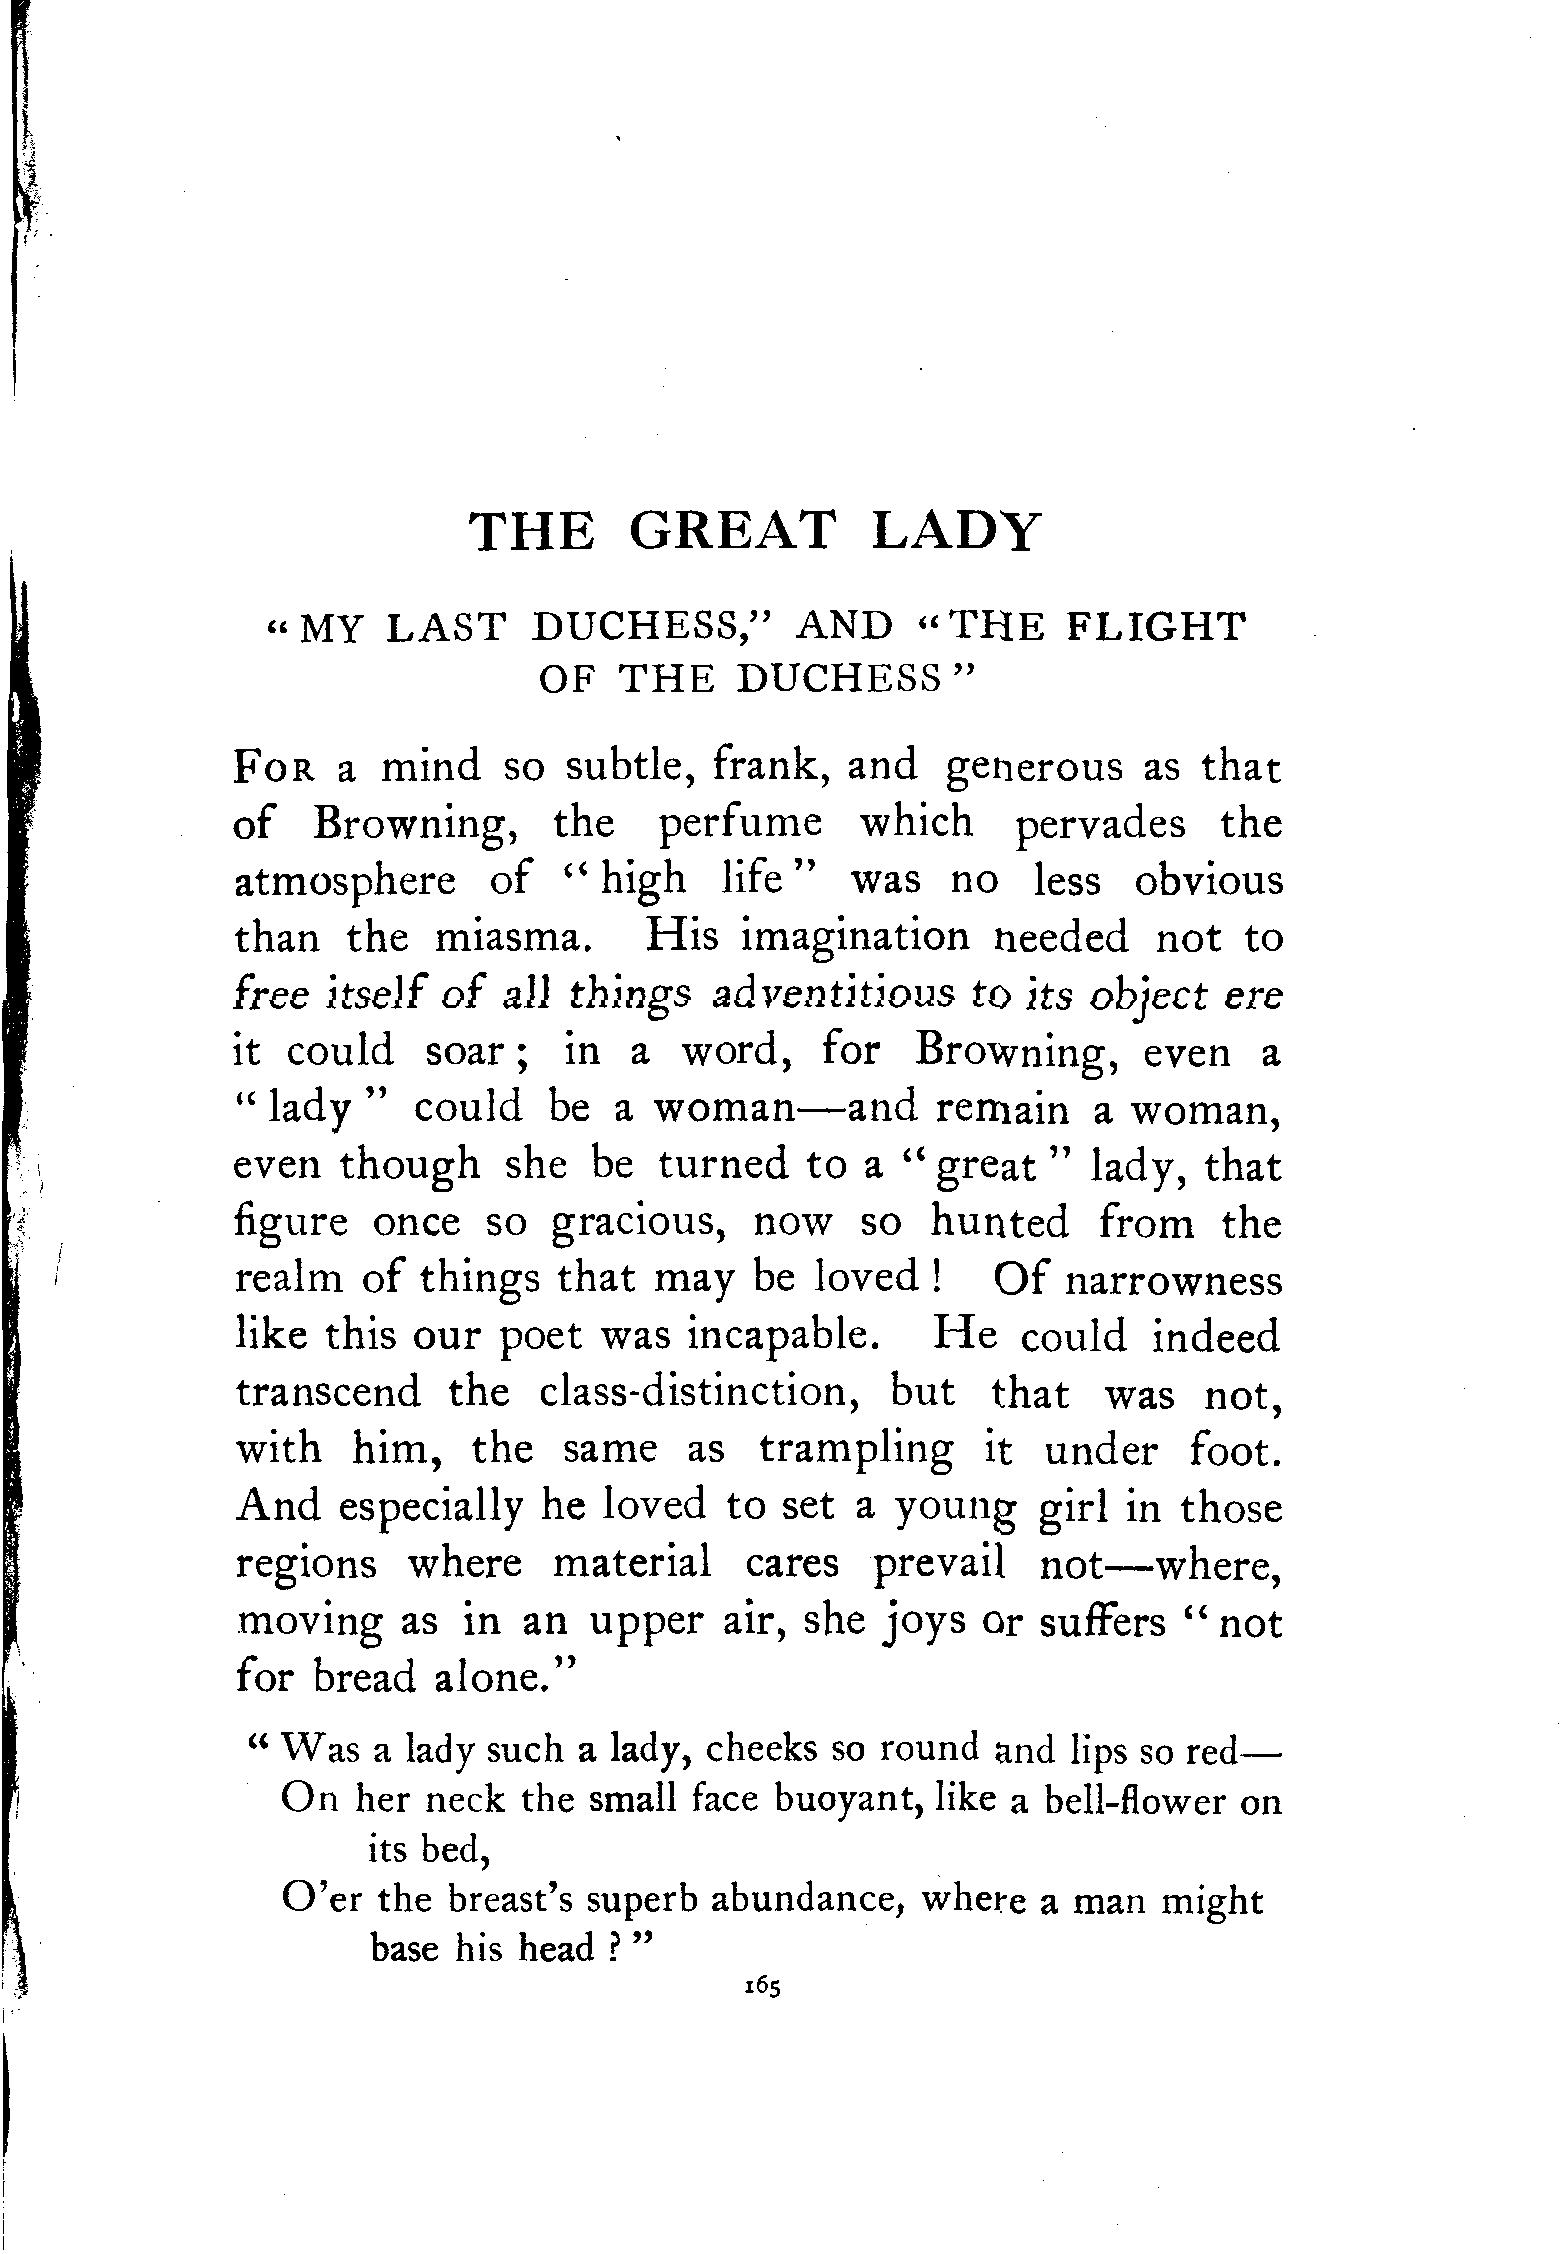 THE GREAT LADY
“ MY LAST DUCHESS,” AND “ THE FLIGHT
OF THE DUCHESS ”
FOR a mind so subtle, frank, and generous as that
of Browning, the perfume which pervades the
atmosphere of “ high life ” was no less obvious
than the miasma. His imagination needed not to
free itself of all things adventitious to its object ere
it could soar ; in a word, for Browning, even a
“ lady ” could be a woman—and remain a woman,
even though she be turned to a “ great ” lady, that
figure once so gracious, now so hunted from the
realm of things that may be loved ! Of narrowness
like this our poet was incapable. He could indeed
transcend the class-distinction, but that was not,
with him, the same as trampling it under foot.
And especially he loved to set a young girl in those
regions where material cares prevail not—where,
moving as in an upper air, she joys or suffers “ not
for bread alone.”
“ Was a lady such a lady, cheeks so round and lips so red—
On her neck the small face buoyant, like a bell-flower on
its bed,
O’er the breast’s superb abundance, where a man might
base his head ? ”
165